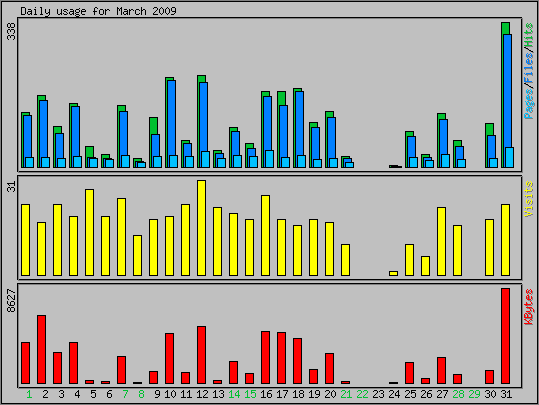 Daily usage for March 2009
338
Pages/Files/Hits
31
Visits
8627
KBytes
1 2 3 4 5 6 7 8 9 10 11 12 13 14 15 16 17 18 19 20 21 22 23 24 25 26 27 28 29 30 31